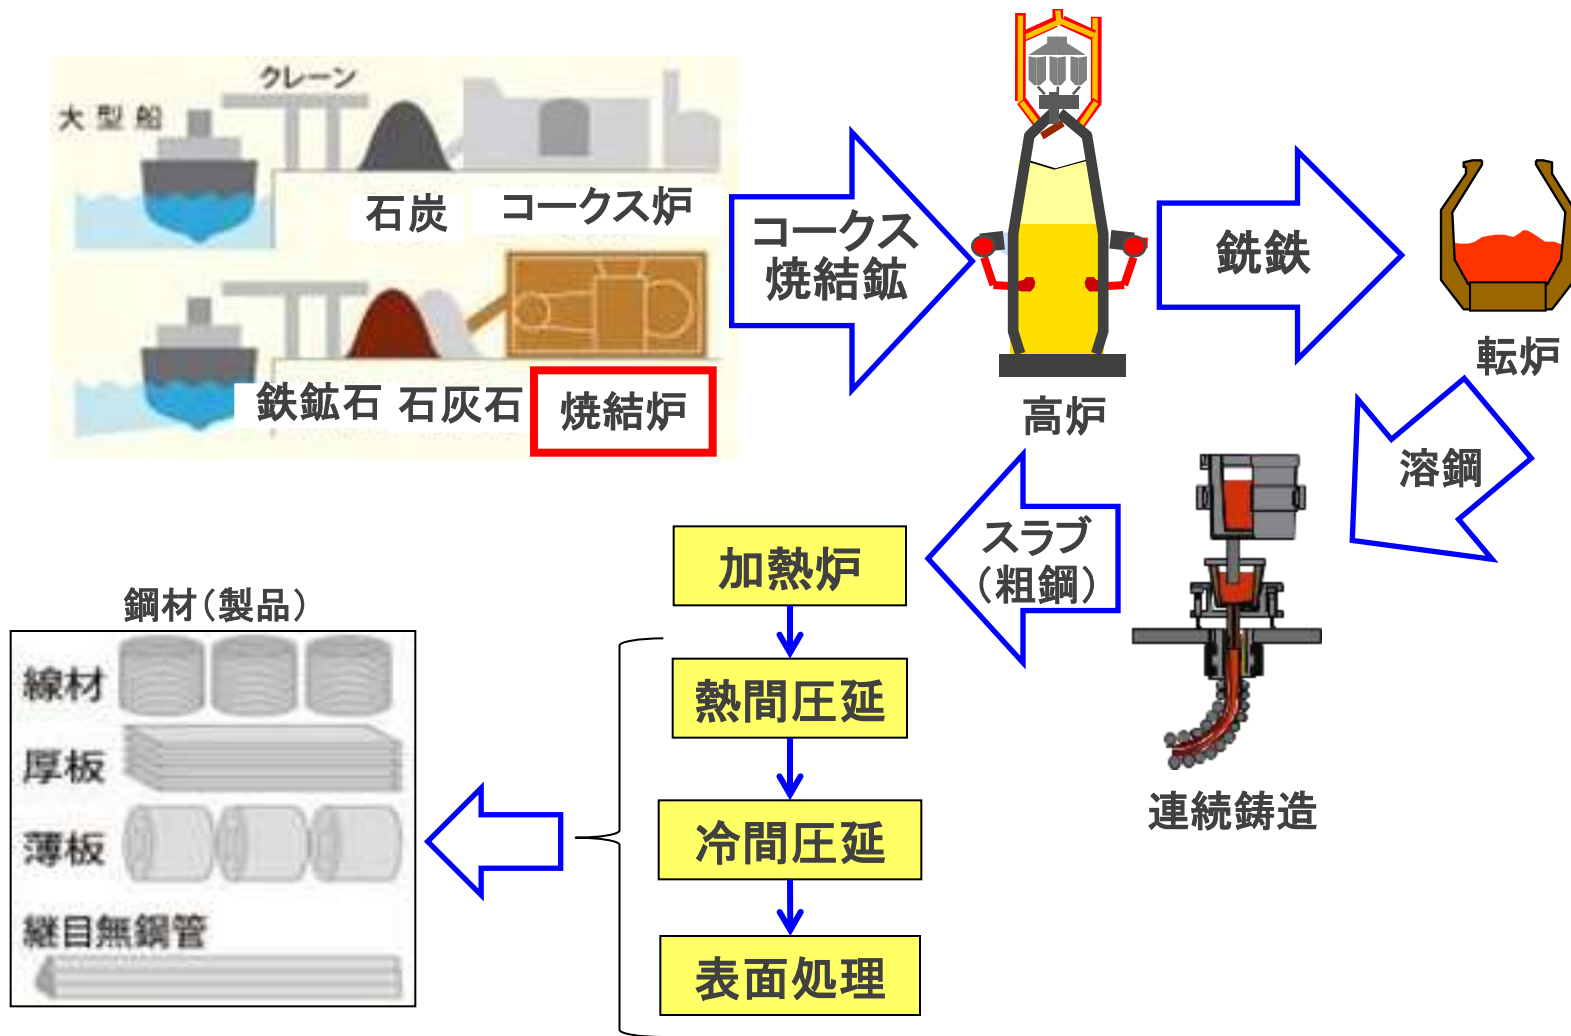 クレーン
大型船
石炭
コークス炉
鉄鉱石
石灰石
焼結炉
コークス
焼結鉱
高炉
銑鉄
転炉
溶鋼
連続鋳造
スラブ
（粗鋼）
加熱炉
熱間圧延
冷間圧延
表面処理
鋼材（製品）
線材
厚板
薄板
継目無鋼管